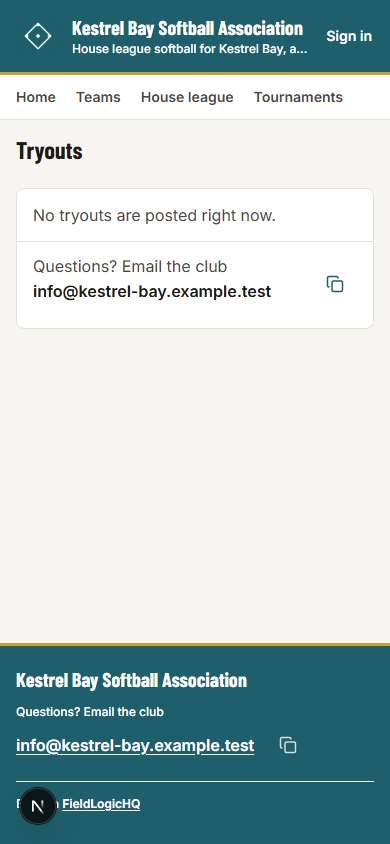 Kestrel Bay Softball Association
House league softball for Kestrel Bay, a...
Sign in
Home Teams House league Tournaments
Tryouts
No tryouts are posted right now.
Questions? Email the club
info@kestrel-bay.example.test
Kestrel Bay Softball Association
Questions? Email the club
info@kestrel-bay.example.test
N
FieldLogicHQ